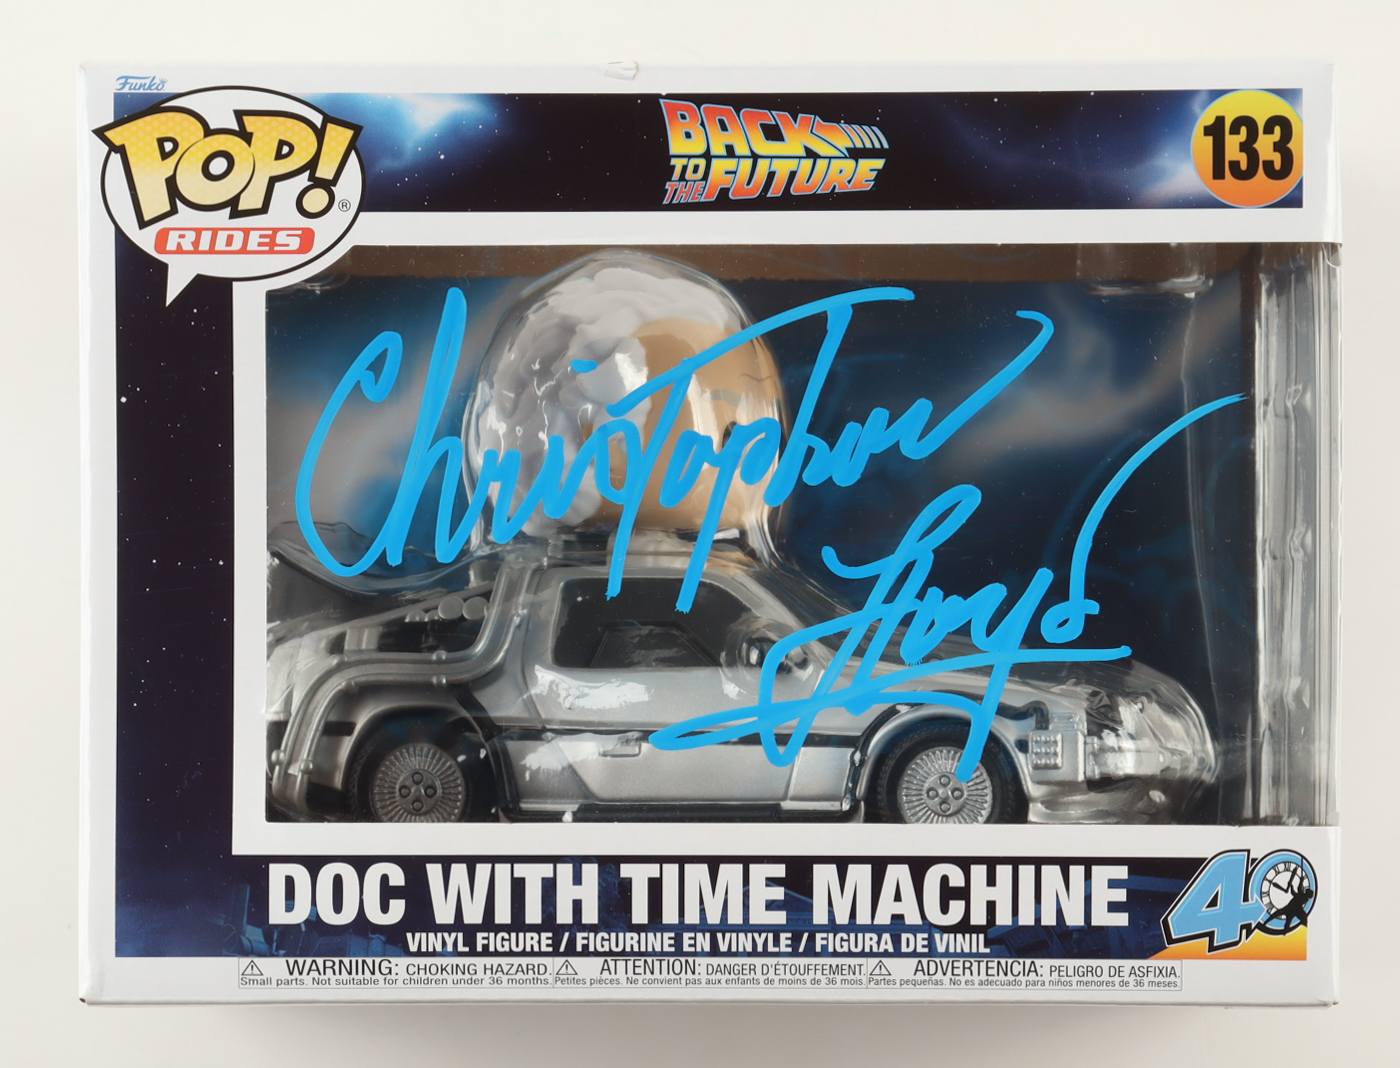 Funko
POP!®
RIDES
BACK
TO
THE FUTURE
133
Christopher
Lloyd
DOC WITH TIME MACHINE
40
VINYL FIGURE / FIGURINE EN VINYLE / FIGURA DE VINIL
WARNING: CHOKING HAZARD.
Small parts. Not suitable for children under 36 months.
ATTENTION: DANGER D'ÉTOUFFEMENT.
Petites pièces. Ne convient pas aux enfants de moins de 36 mois.
ADVERTENCIA: PELIGRO DE ASFIXIA.
Partes pequeñas. No es adecuado para niños menores de 36 meses.